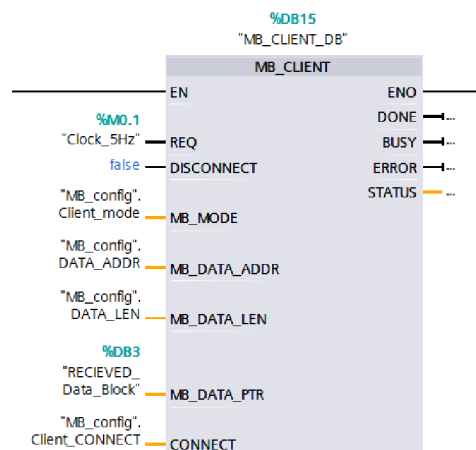 %DB15
"MB_CLIENT_DB"
MB_CLIENT
EN
ENO
DONE
...
%M0.1
"Clock_5Hz"
REQ
BUSY
...
false
DISCONNECT
ERROR
...
STATUS
...
"MB_config".
Client_mode
MB_MODE
"MB_config".
DATA_ADDR
MB_DATA_ADDR
"MB_config".
DATA_LEN
MB_DATA_LEN
%DB3
"RECIEVED_
Data_Block"
MB_DATA_PTR
"MB_config".
Client_CONNECT
CONNECT